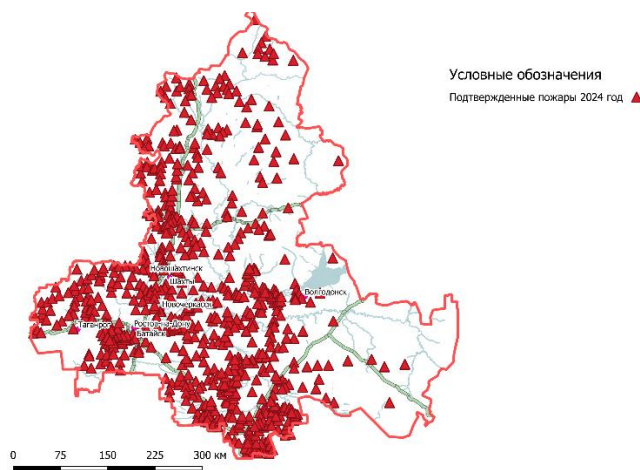 Условные обозначения
Подтвержденные пожары 2024 год
Новошахтинск
Шахты
Волгодонск
Новочеркасск
Таганрог
Ростов-на-Дону
Батайск
0 75 150 225 300 км